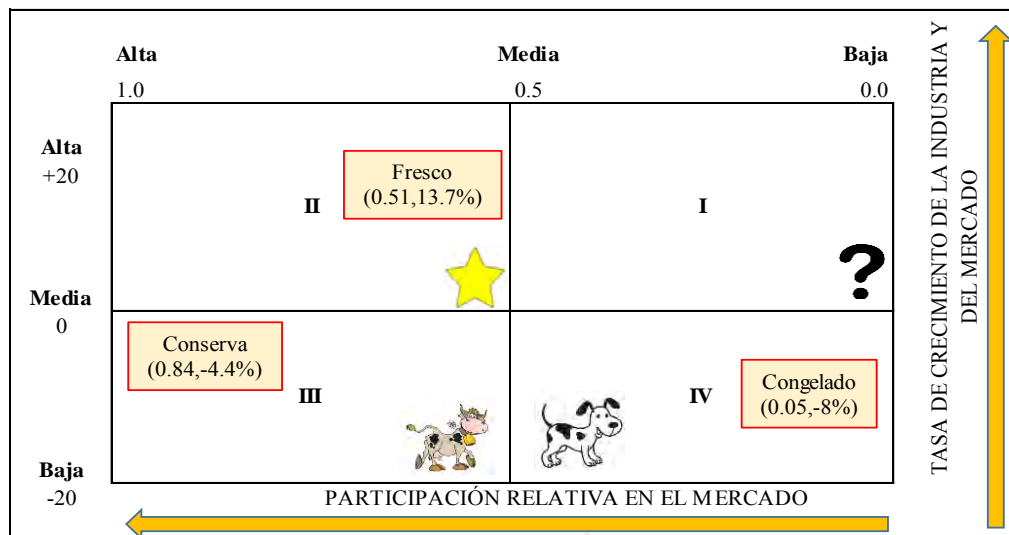 Alta
Media
Baja
1.0
0.5
0.0
Alta
+20
Fresco
(0.51,13.7%)
II
I
?
Media
0
Conserva
(0.84,-4.4%)
III
Congelado
(0.05,-8%)
IV
Baja
-20
PARTICIPACIÓN RELATIVA EN EL MERCADO
TASA DE CRECIMIENTO DE LA INDUSTRIA Y
DEL MERCADO